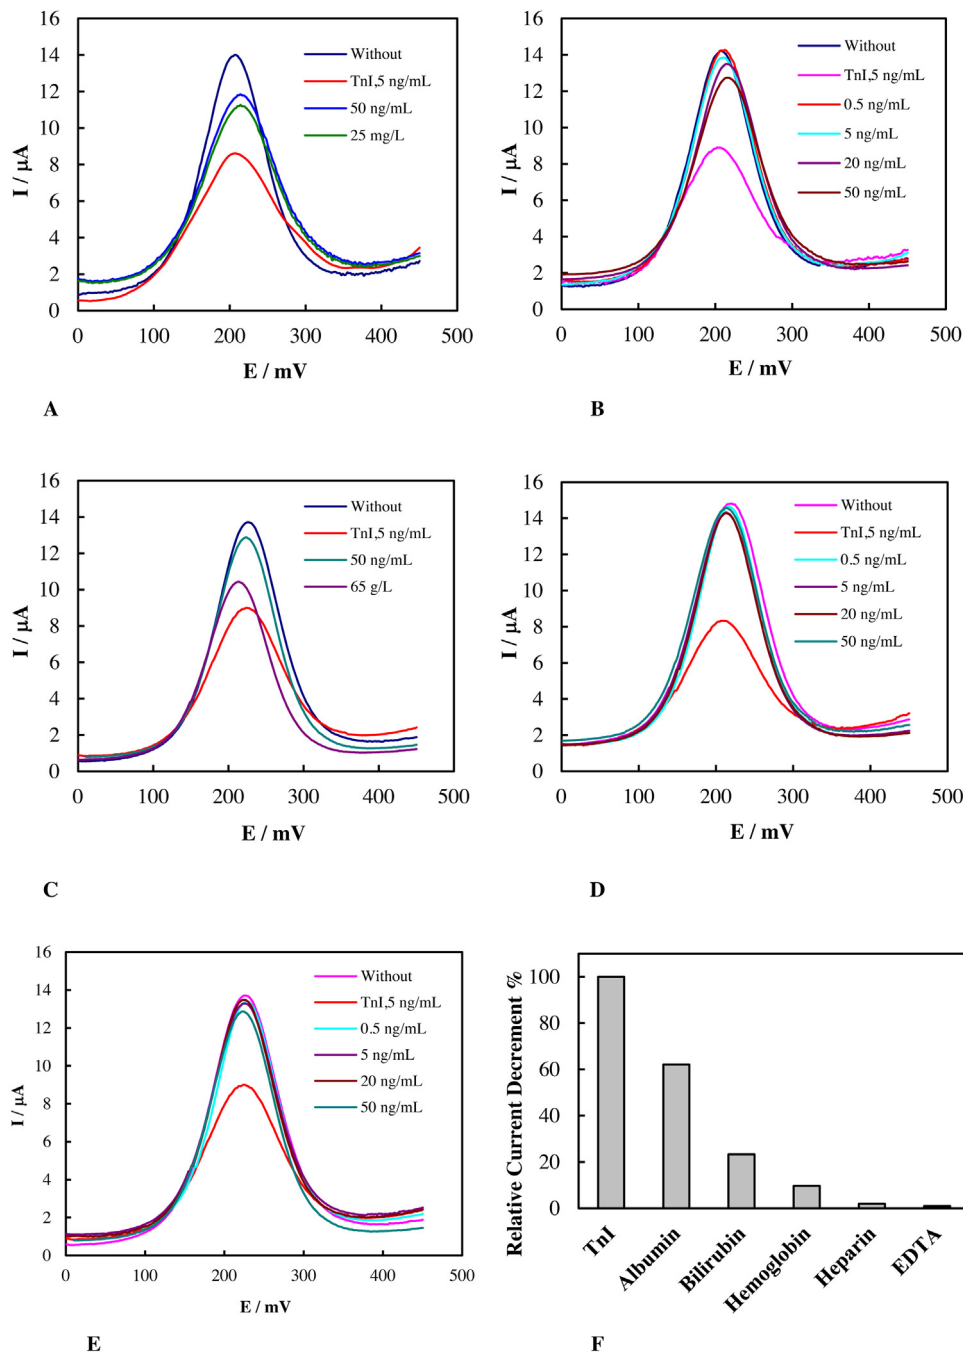 16
14
12
10
8
6
4
2
0
I / µA
Without
TnI,5 ng/mL
50 ng/mL
25 mg/L
0
100
200
300
400
500
E / mV
A
16
14
12
10
8
6
4
2
0
I / µA
Without
TnI,5 ng/mL
0.5 ng/mL
5 ng/mL
20 ng/mL
50 ng/mL
0
100
200
300
400
500
E / mV
B
16
14
12
10
8
6
4
2
0
I / µA
Without
TnI,5 ng/mL
50 ng/mL
65 g/L
0
100
200
300
400
500
E / mV
C
16
14
12
10
8
6
4
2
0
I / µA
Without
TnI,5 ng/mL
0.5 ng/mL
5 ng/mL
20 ng/mL
50 ng/mL
0
100
200
300
400
500
E / mV
D
16
14
12
10
8
6
4
2
0
I / µA
Without
TnI,5 ng/mL
0.5 ng/mL
5 ng/mL
20 ng/mL
50 ng/mL
0
100
200
300
400
500
E / mV
E
Relative Current Decrement %
100
80
60
40
20
0
TnI
Albumin
Bilirubin
Hemoglobin
Heparin
EDTA
F